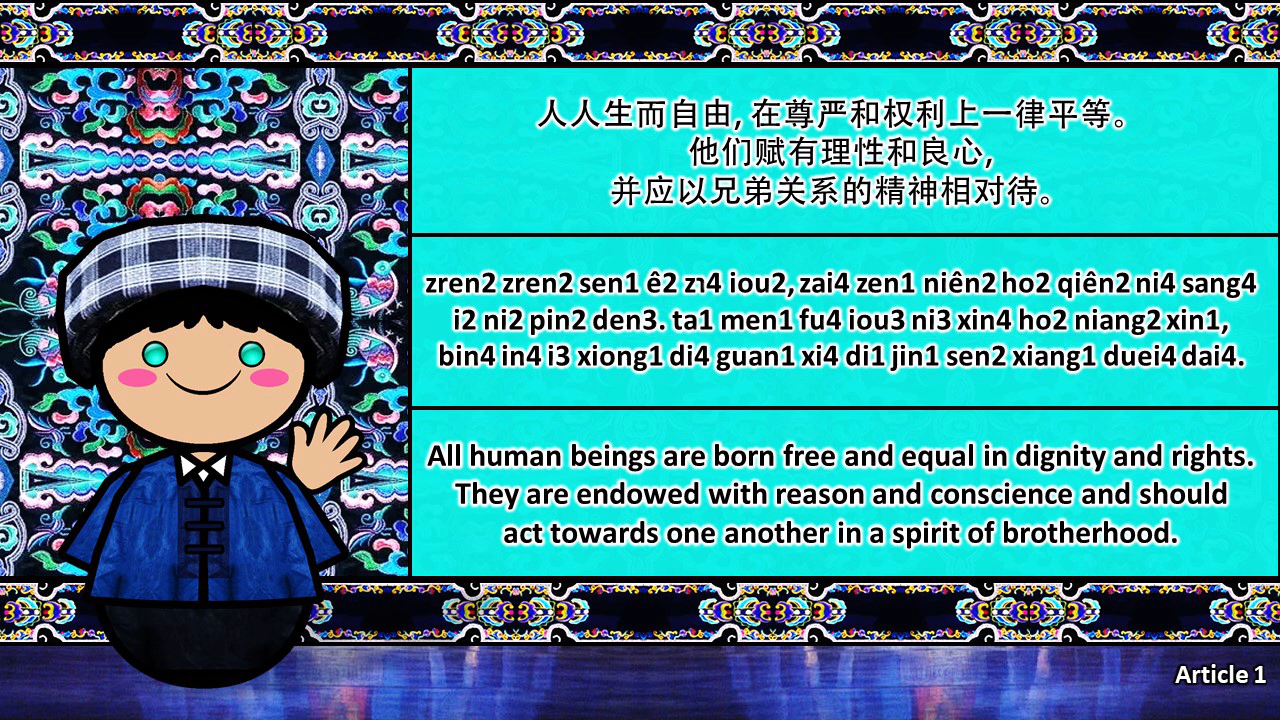 人人生而自由, 在尊严和权利上一律平等。
他们赋有理性和良心,
并应以兄弟关系的精神相对待。
zren2 zren2 sen1 ê2 zı4 iou2, zai4 zen1 niên2 ho2 qiên2 ni4 sang4
i2 ni2 pin2 den3. ta1 men1 fu4 iou3 ni3 xin4 ho2 niang2 xin1,
bin4 in4 i3 xiong1 di4 guan1 xi4 di1 jin1 sen2 xiang1 duei4 dai4.
All human beings are born free and equal in dignity and rights.
They are endowed with reason and conscience and should
act towards one another in a spirit of brotherhood.
Article 1